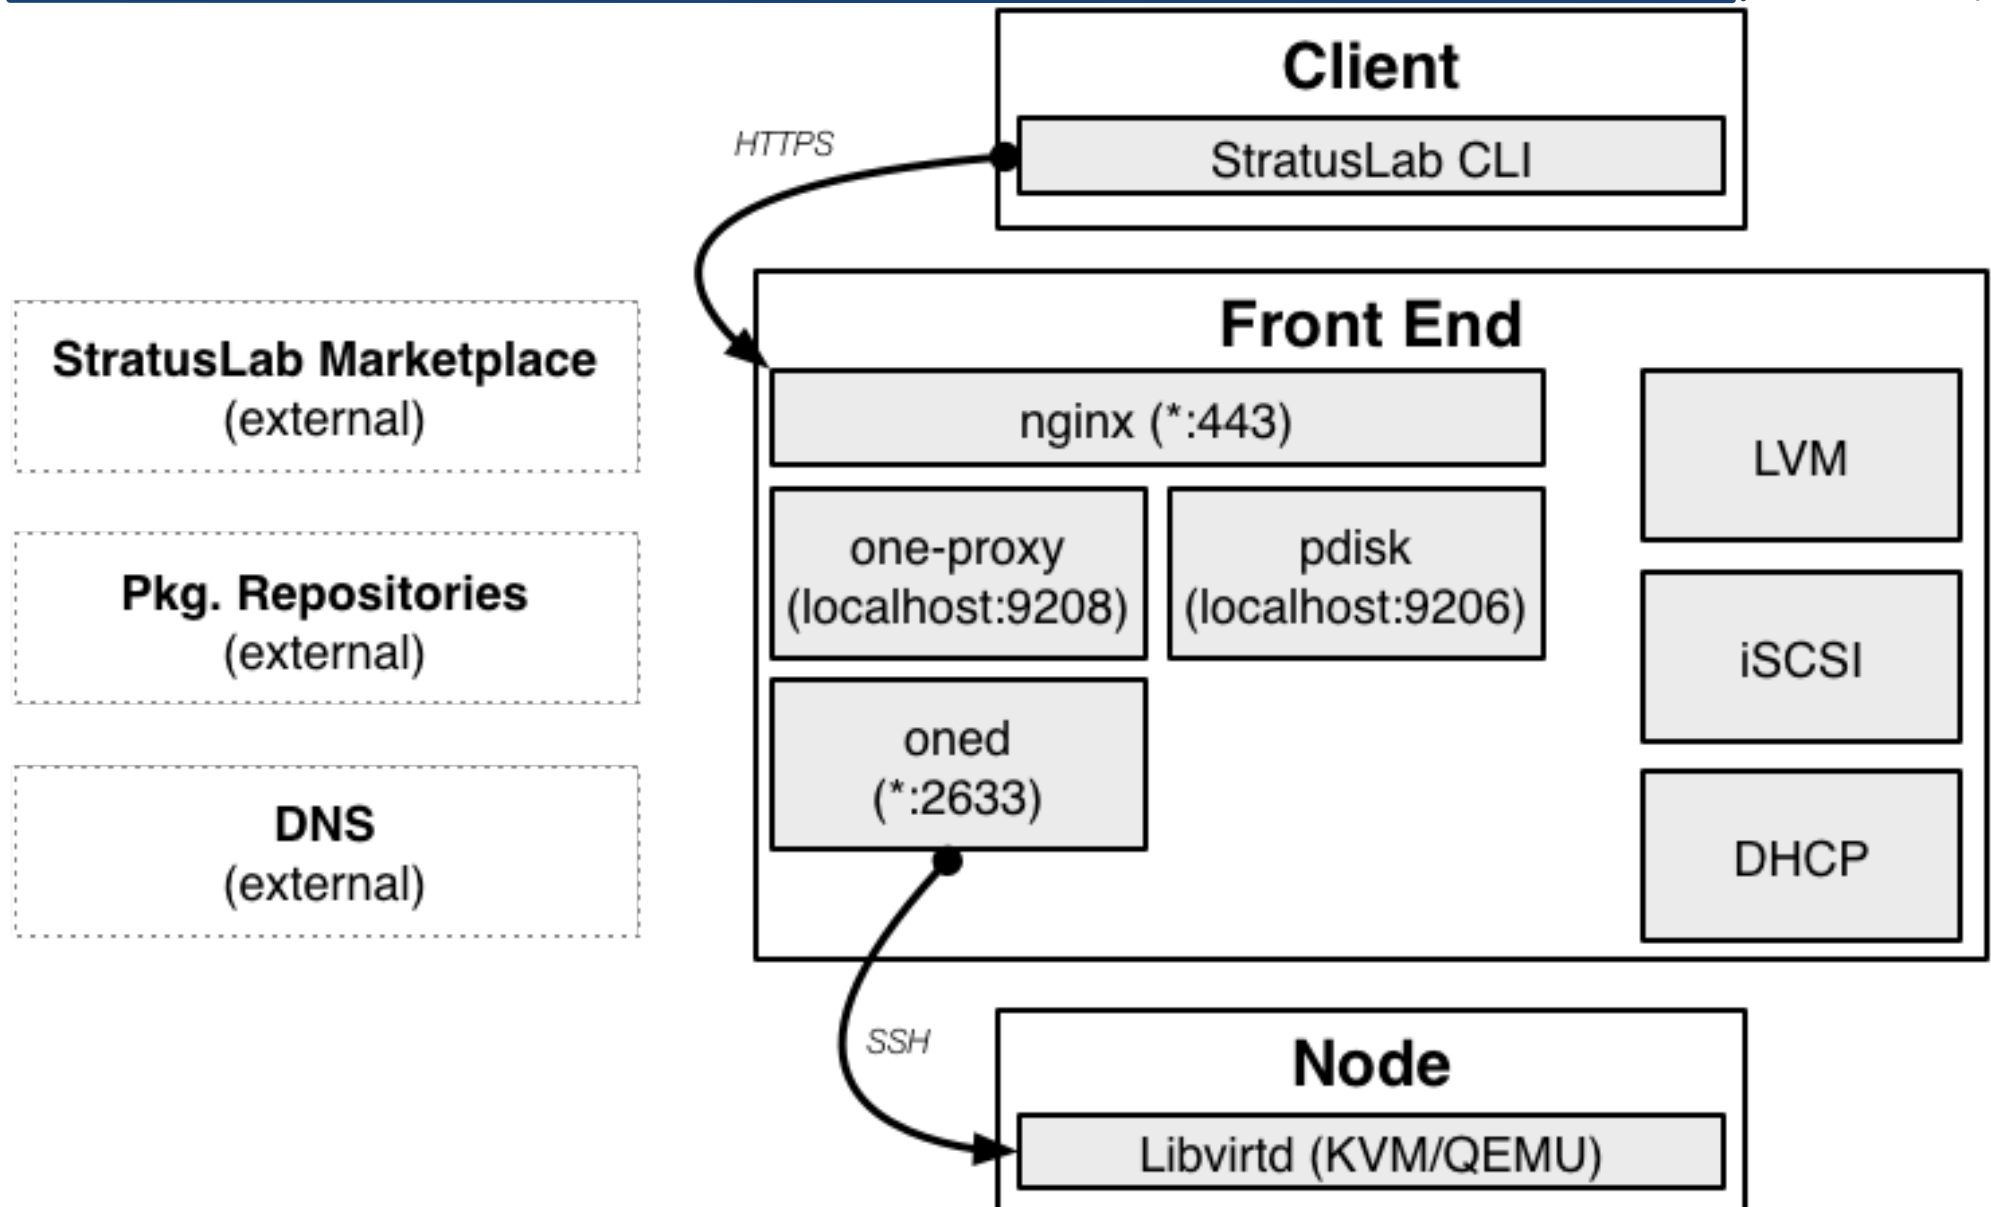 Client
StratusLab CLI
HTTPS
Front End
StratusLab Marketplace
(external)
nginx (*:443)
LVM
one-proxy
(localhost:9208)
pdisk
(localhost:9206)
Pkg. Repositories
(external)
iSCSI
oned
(*:2633)
DNS
(external)
DHCP
SSH
Node
Libvirtd (KVM/QEMU)